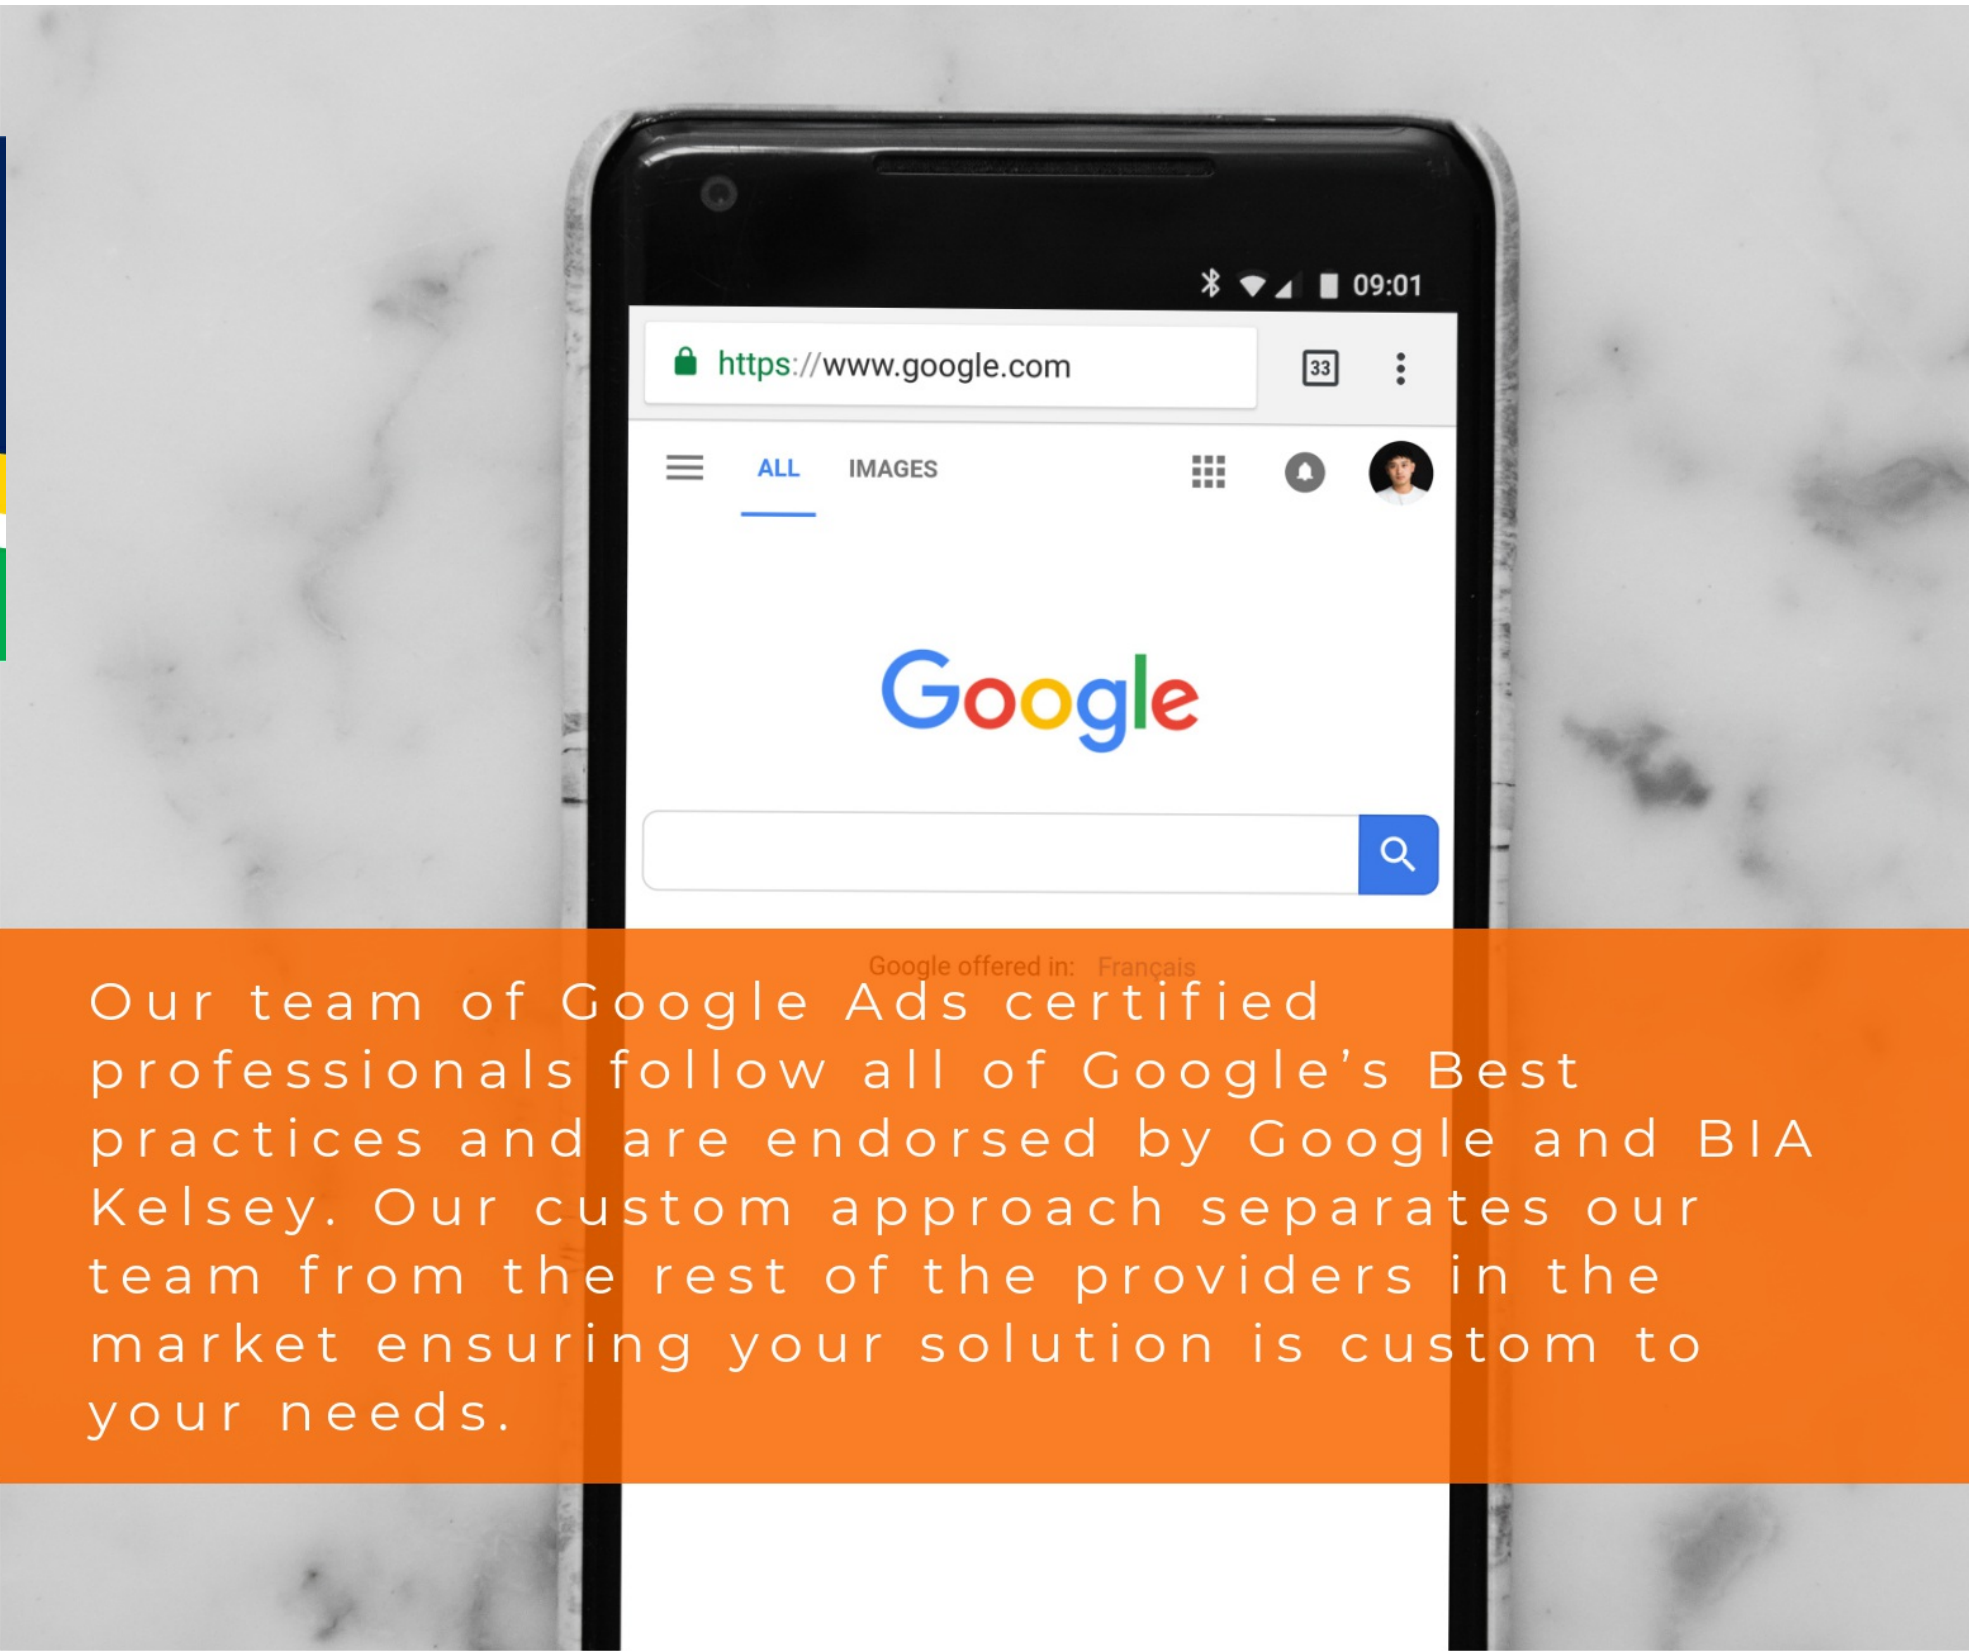 09:01
https://www.google.com
33
ALL IMAGES
Google
Google offered in: Français
Our team of Google Ads certified
professionals follow all of Google’s Best
practices and are endorsed by Google and BIA
Kelsey. Our custom approach separates our
team from the rest of the providers in the
market ensuring your solution is custom to
your needs.